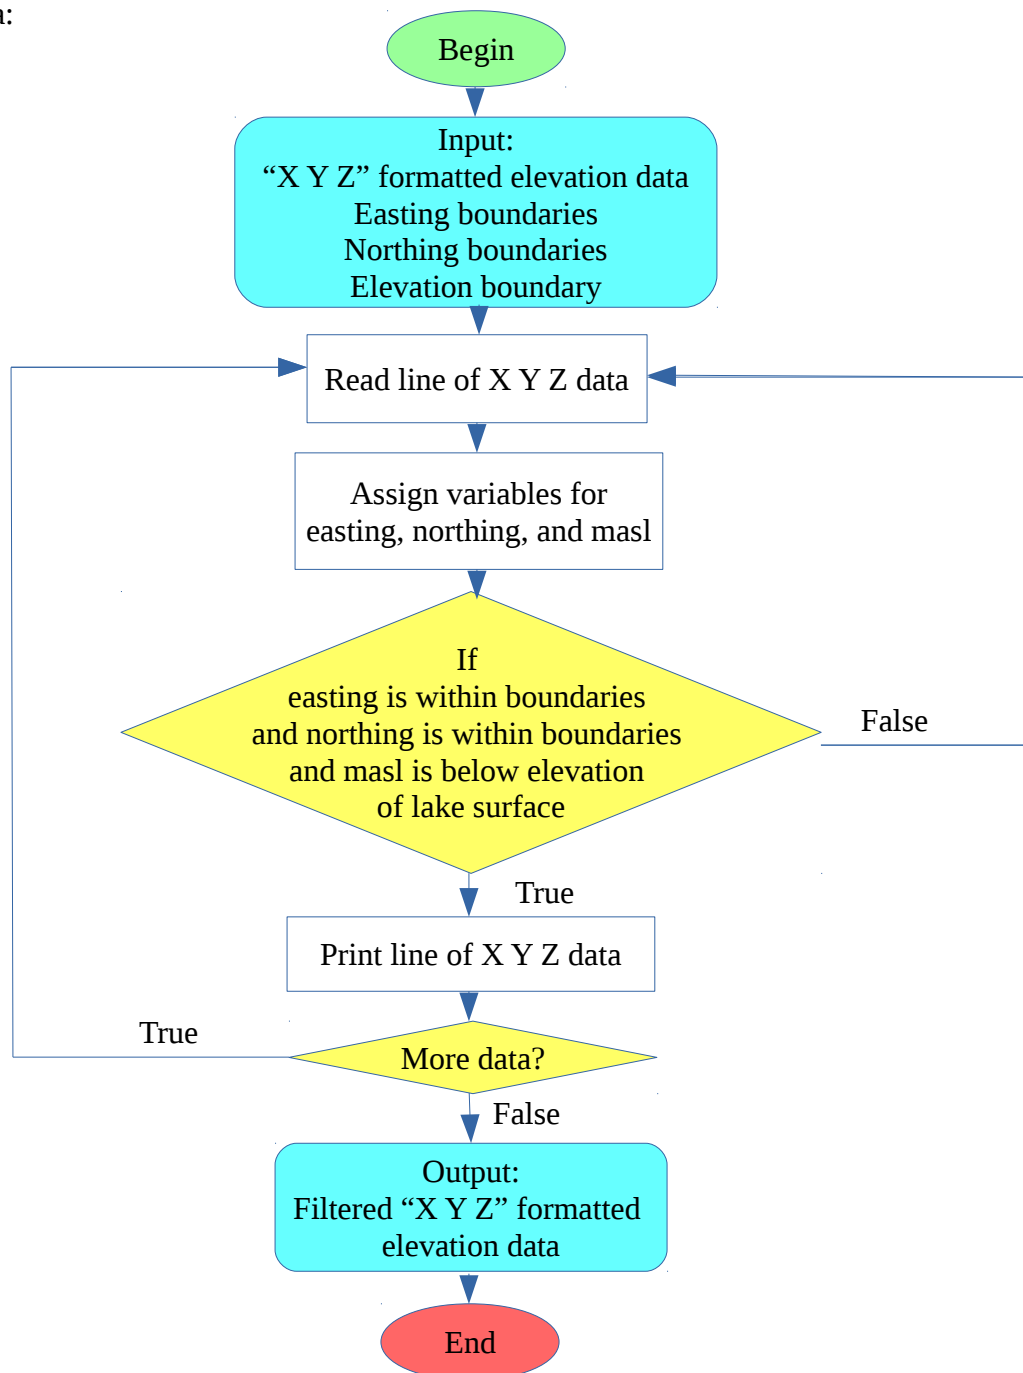 a:
Begin
Input:
“X Y Z” formatted elevation data
Easting boundaries
Northing boundaries
Elevation boundary
Read line of X Y Z data
Assign variables for
easting, northing, and masl
If
easting is within boundaries
and northing is within boundaries
and masl is below elevation
of lake surface
False
True
Print line of X Y Z data
True
More data?
False
Output:
Filtered “X Y Z” formatted
elevation data
End